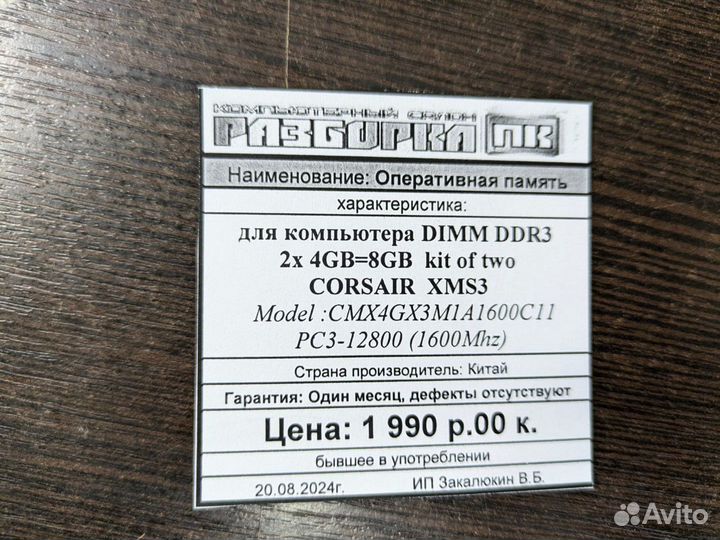 КОМПЬЮТЕРНЫЙ САЛОН
РАЗБОРКА ПК
Наименование: Оперативная память
характеристика:
для компьютера DIMM DDR3
2x 4GB=8GB kit of two
CORSAIR XMS3
Model :CMX4GX3M1A1600C11
PC3-12800 (1600Mhz)
Страна производитель: Китай
Гарантия: Один месяц, дефекты отсутствуют
Цена: 1 990 р.00 к.
бывшее в употреблении
20.08.2024г. ИП Закалюкин В.Б.
Avito